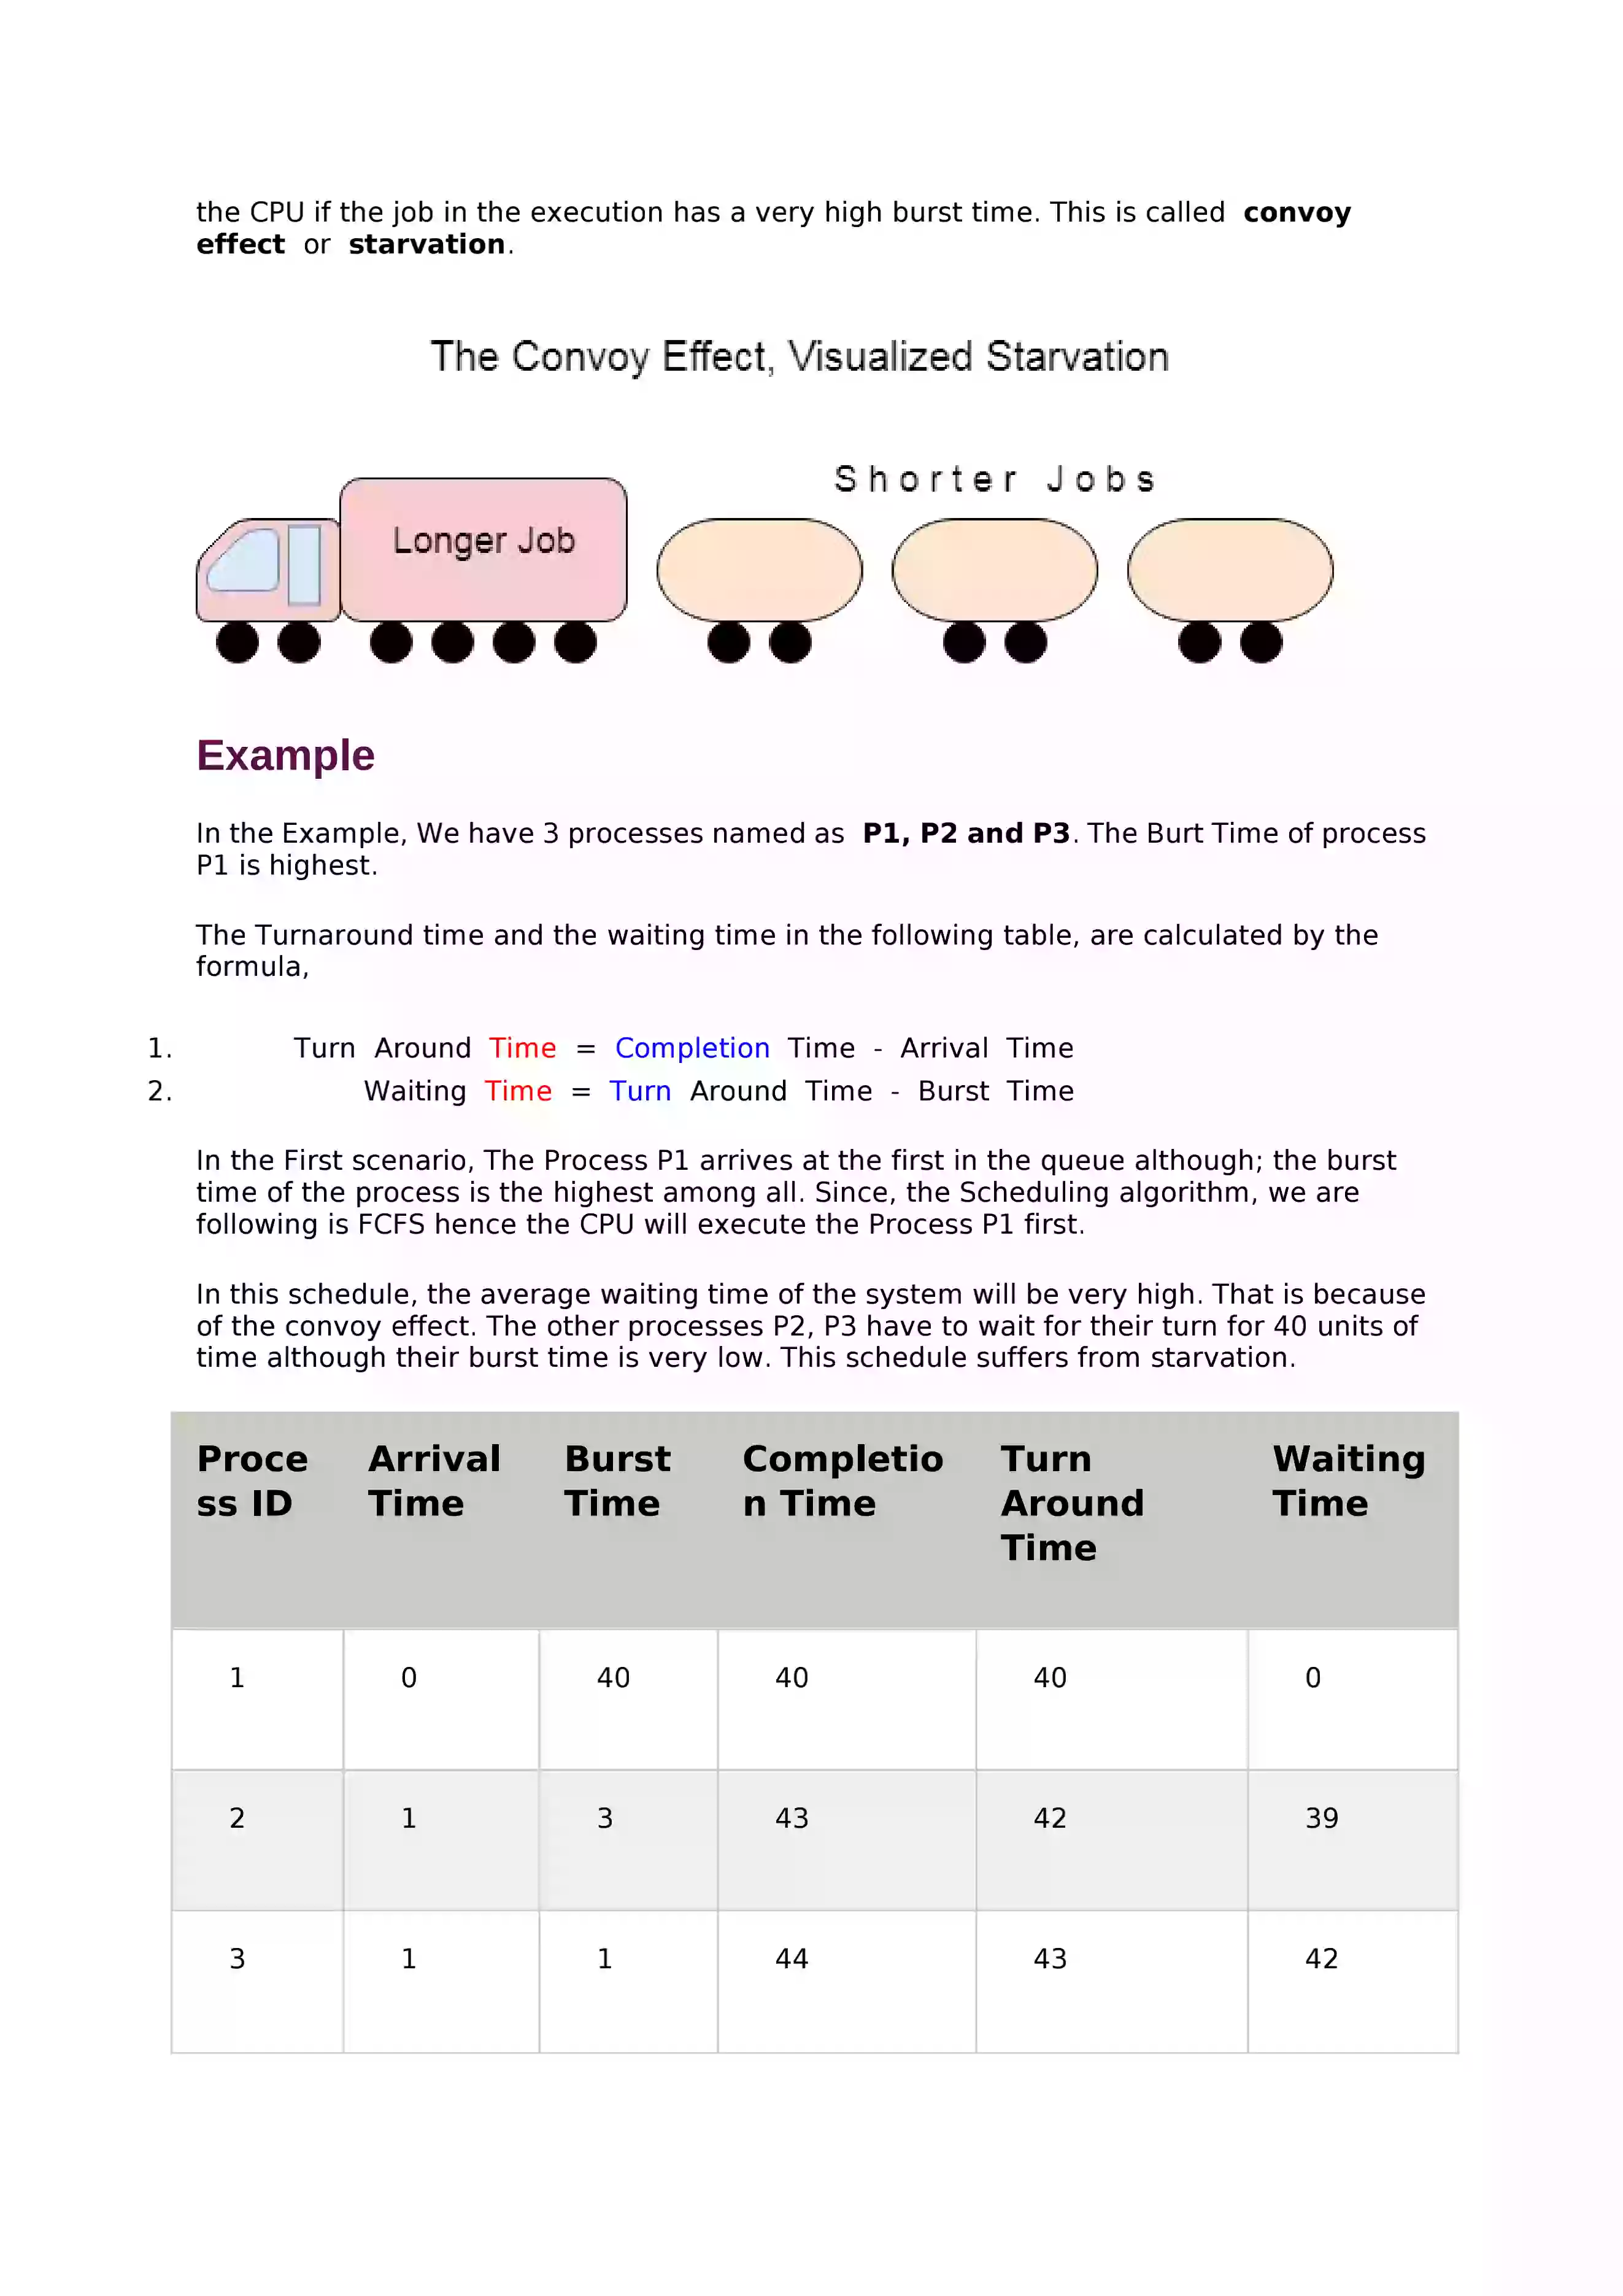 the CPU if the job in the execution has a very high burst time. This is called convoy
effect or starvation.
The Convoy Effect, Visualized Starvation
Shorter Jobs
Longer Job
Example
In the Example, We have 3 processes named as P1, P2 and P3. The Burt Time of process
P1 is highest.
The Turnaround time and the waiting time in the following table, are calculated by the
formula,
1. Turn Around Time = Completion Time - Arrival Time
2. Waiting Time = Turn Around Time - Burst Time
In the First scenario, The Process P1 arrives at the first in the queue although; the burst
time of the process is the highest among all. Since, the Scheduling algorithm, we are
following is FCFS hence the CPU will execute the Process P1 first.
In this schedule, the average waiting time of the system will be very high. That is because
of the convoy effect. The other processes P2, P3 have to wait for their turn for 40 units of
time although their burst time is very low. This schedule suffers from starvation.
Proce Arrival Burst Completio Turn Waiting
ss ID Time Time n Time Around Time
Time
1 0 40 40 40 0
2 1 3 43 42 39
3 1 1 44 43 42